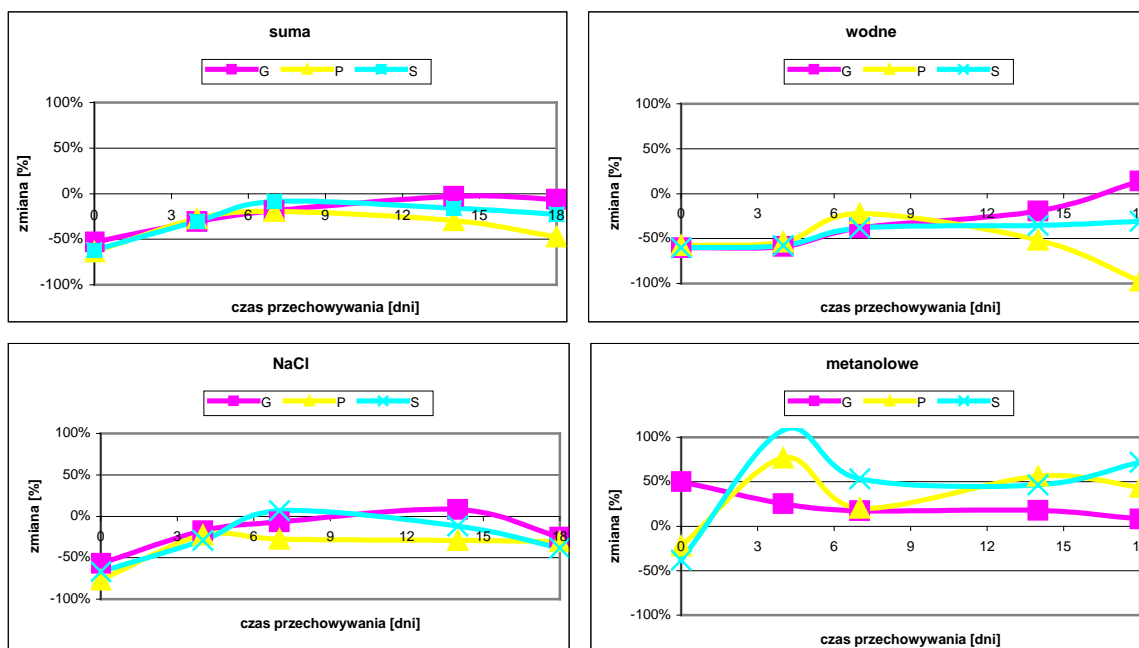 suma
G P S
100%
50%
0%
0 3 6 9 12 15 18
-50%
-100%
zmiana [%]
czas przechowywania [dni]
wodne
G P S
100%
50%
0%
0 3 6 9 12 15 1
-50%
-100%
zmiana [%]
czas przechowywania [dni]
NaCl
G P S
100%
50%
0%
0 3 6 9 12 15 18
-50%
-100%
zmiana [%]
czas przechowywania [dni]
metanolowe
G P S
100%
50%
0%
0 3 6 9 12 15 1
-50%
-100%
zmiana [%]
czas przechowywania [dni]